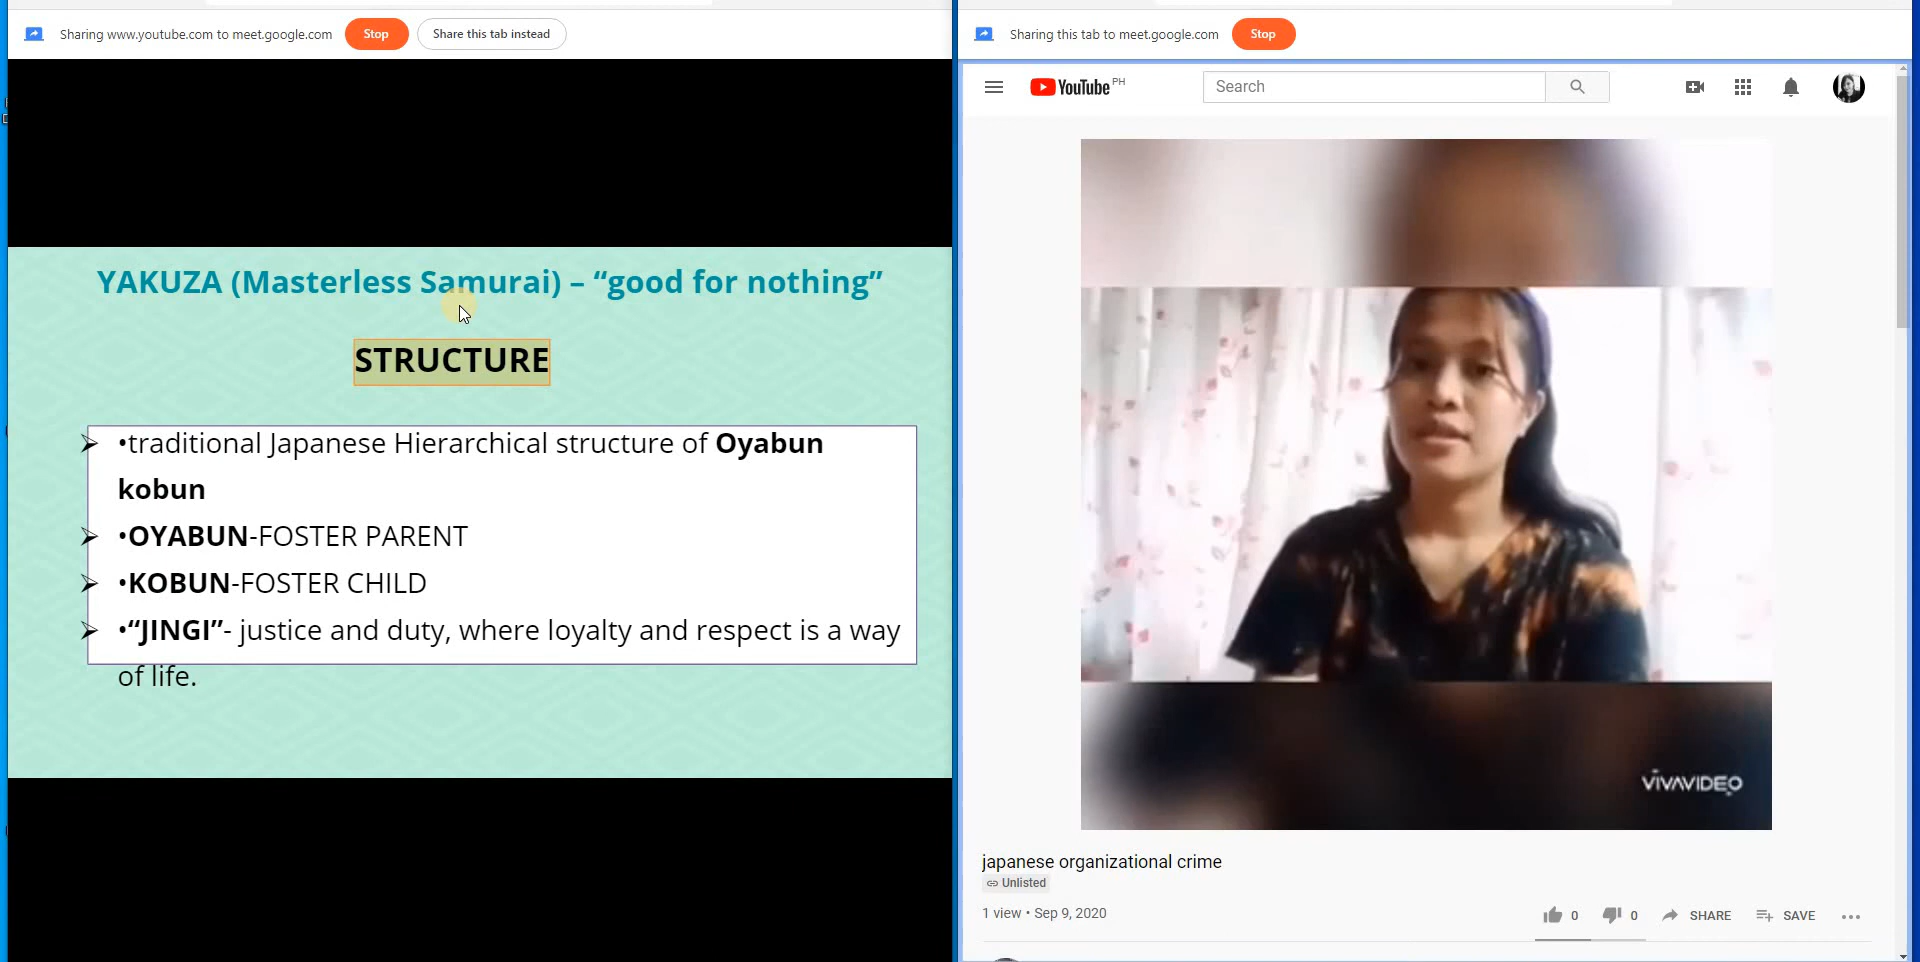 Sharing www.youtube.com to meet.google.com Stop Share this tab instead
YAKUZA (Masterless Samurai) – “good for nothing”
STRUCTURE
•traditional Japanese Hierarchical structure of Oyabun
kobun
•OYABUN-FOSTER PARENT
•KOBUN-FOSTER CHILD
•“JINGI”- justice and duty, where loyalty and respect is a way
of life.
Sharing this tab to meet.google.com Stop
YouTube PH Search
VIVAVIDEO
japanese organizational crime
Unlisted
1 view • Sep 9, 2020
0 0 SHARE SAVE